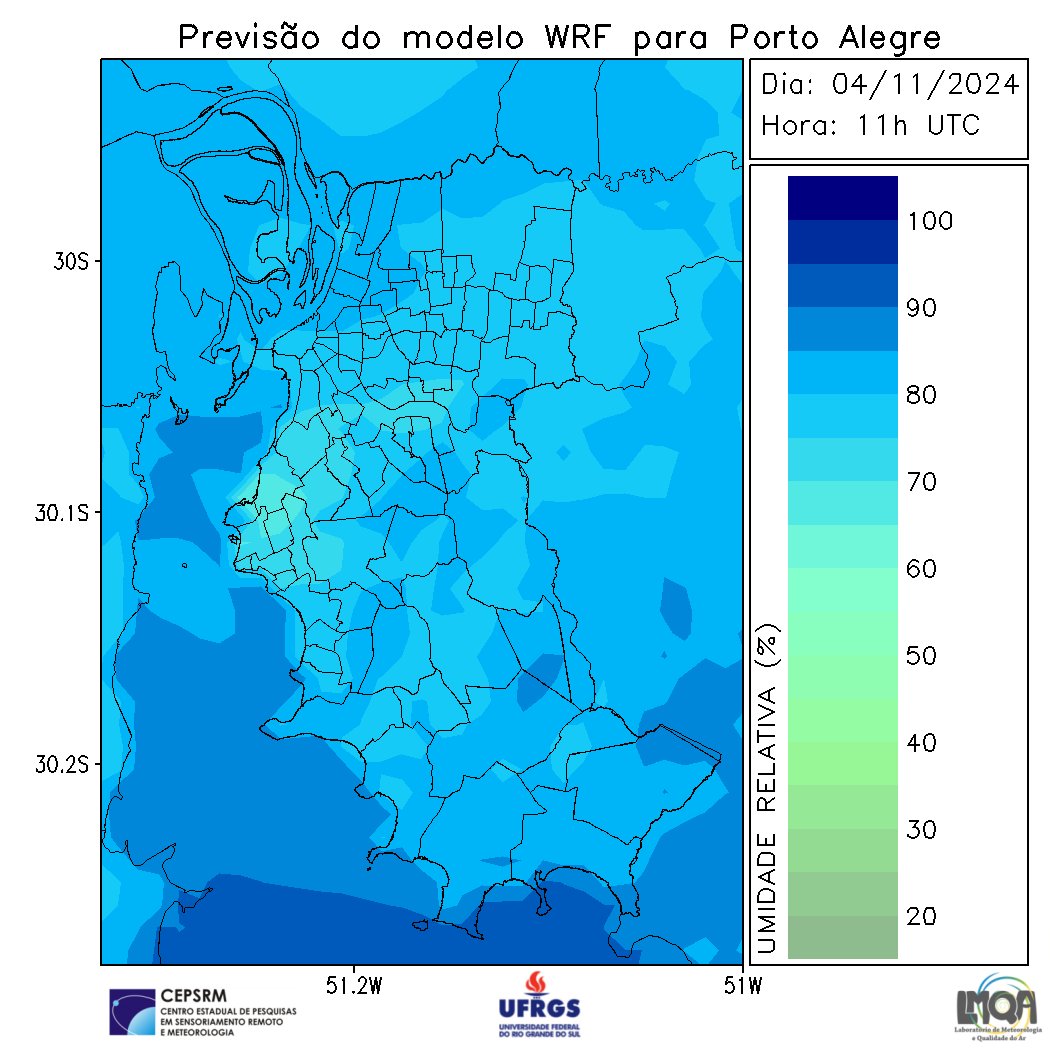 Previsão do modelo WRF para Porto Alegre
Dia: 04/11/2024
Hora: 11h UTC
30S
30.1S
30.2S
51.2W
51W
100
90
80
70
60
50
40
30
20
UMIDADE RELATIVA (%)
CEPSRM
CENTRO ESTADUAL DE PESQUISAS
EM SENSORIAMENTO REMOTO
E METEOROLOGIA
UFRGS
UNIVERSIDADE FEDERAL
DO RIO GRANDE DO SUL
LMQA
Laboratório de Meteorologia
e Qualidade do Ar